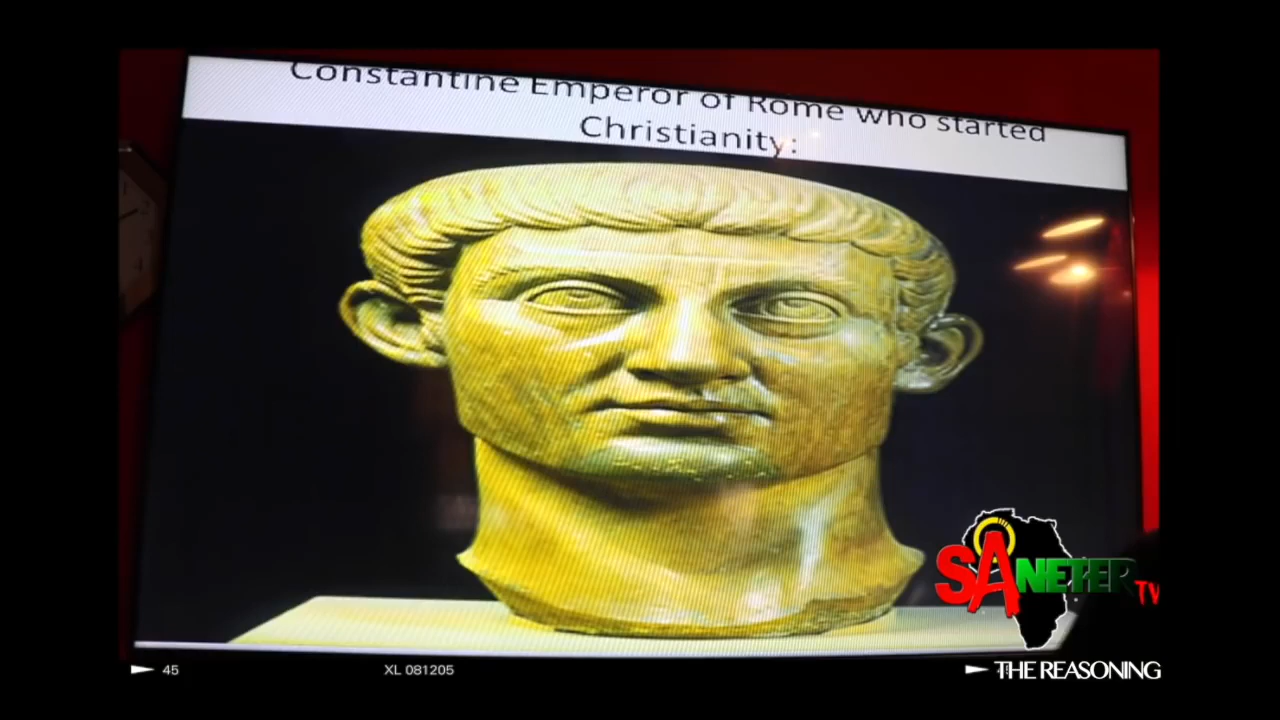 Constantine Emperor of Rome who started
Christianity:
SANETER TV
45
XL 081205
THE REASONING